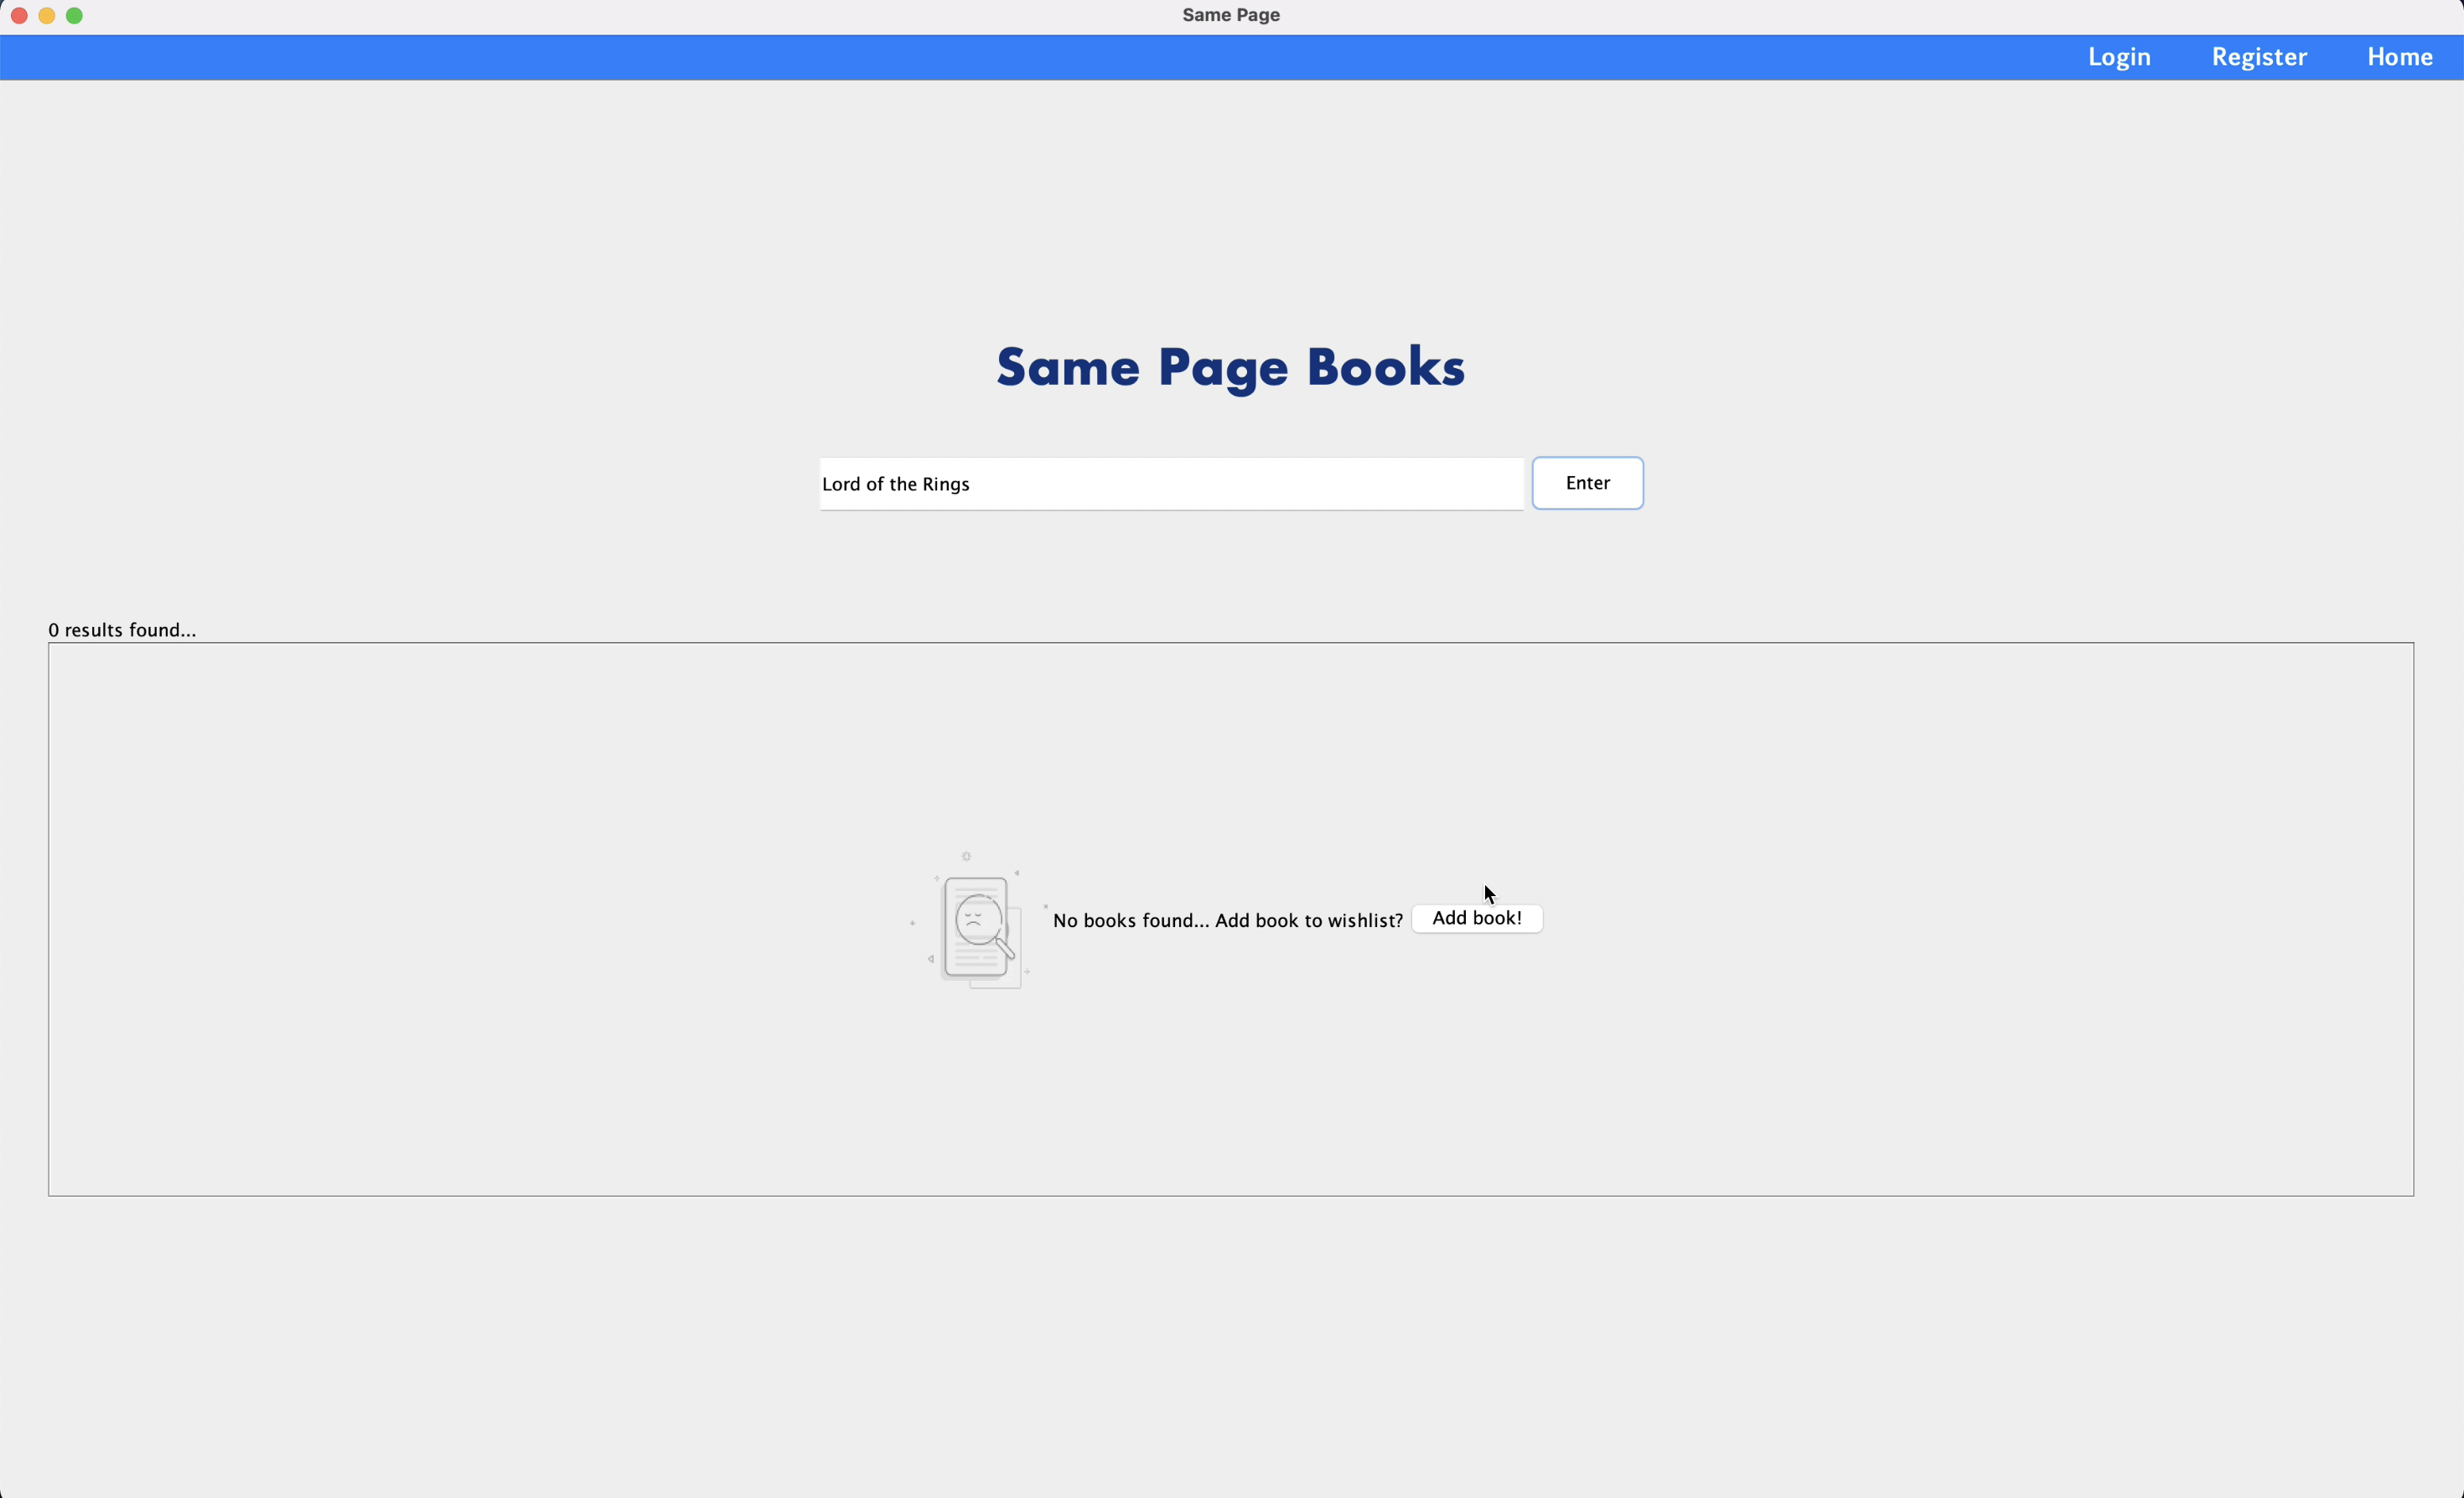 Same Page
Login Register Home
Same Page Books
Lord of the Rings Enter
0 results found...
No books found... Add book to wishlist? Add book!